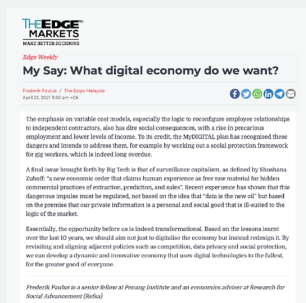 THE EDGE
MARKETS
MAKE BETTER DECISIONS
Edge Weekly
My Say: What digital economy do we want?
Frederik Paulus / The Edge Malaysia
April 23, 2021 11:30 am +08
The emphasis on variable cost models, especially the logic to reconfigure employee relationships
to independent contractors, also has dire social consequences, with a rise in precarious
employment and lower levels of income. To its credit, the MyDIGITAL plan has recognised these
dangers and intends to address them, for example by working out a social protection framework
for gig workers, which is indeed long overdue.
A final issue brought forth by Big Tech is that of surveillance capitalism, as defined by Shoshana
Zuboff: "a new economic order that claims human experience as free raw material for hidden
commercial practices of extraction, prediction, and sales". Recent experience has shown that this
dangerous impulse must be regulated, not based on the idea that "data is the new oil" but based
on the premise that our private information is a personal and social good that is ill-suited to the
logic of the market.
Essentially, the opportunity before us is indeed transformational. Based on the lessons learnt
over the last 10 years, we should aim not just to digitalise the economy but instead redesign it. By
revisiting and aligning adjacent policies such as competition, data privacy and social protection,
we can develop a dynamic and innovative economy that uses digital technologies to the fullest,
for the greater good of everyone.
Frederik Paulus is a senior fellow at Penang Institute and an economics adviser at Research for
Social Advancement (Refsa)